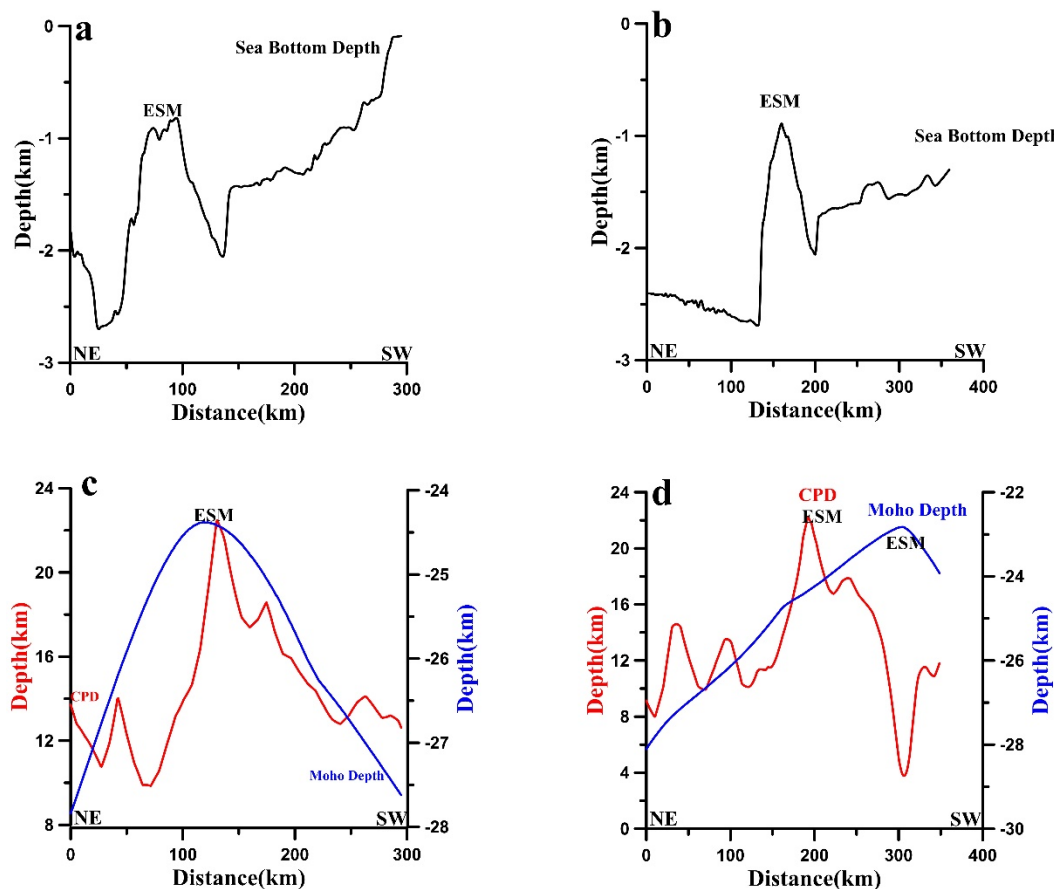 a
0
-1
-2
-3
Depth(km)
ESM
Sea Bottom Depth
NE
SW
0
100
200
300
Distance(km)
b
0
-1
-2
-3
Depth(km)
ESM
Sea Bottom Depth
NE
SW
0
100
200
300
400
Distance(km)
c
24
20
16
12
8
Depth(km)
ESM
CPD
Moho Depth
-24
-25
-26
-27
-28
Depth(km)
NE
SW
0
100
200
300
Distance(km)
d
24
20
16
12
8
4
0
Depth(km)
CPD
ESM
Moho Depth
ESM
-22
-24
-26
-28
-30
Depth(km)
NE
SW
0
100
200
300
400
Distance(km)